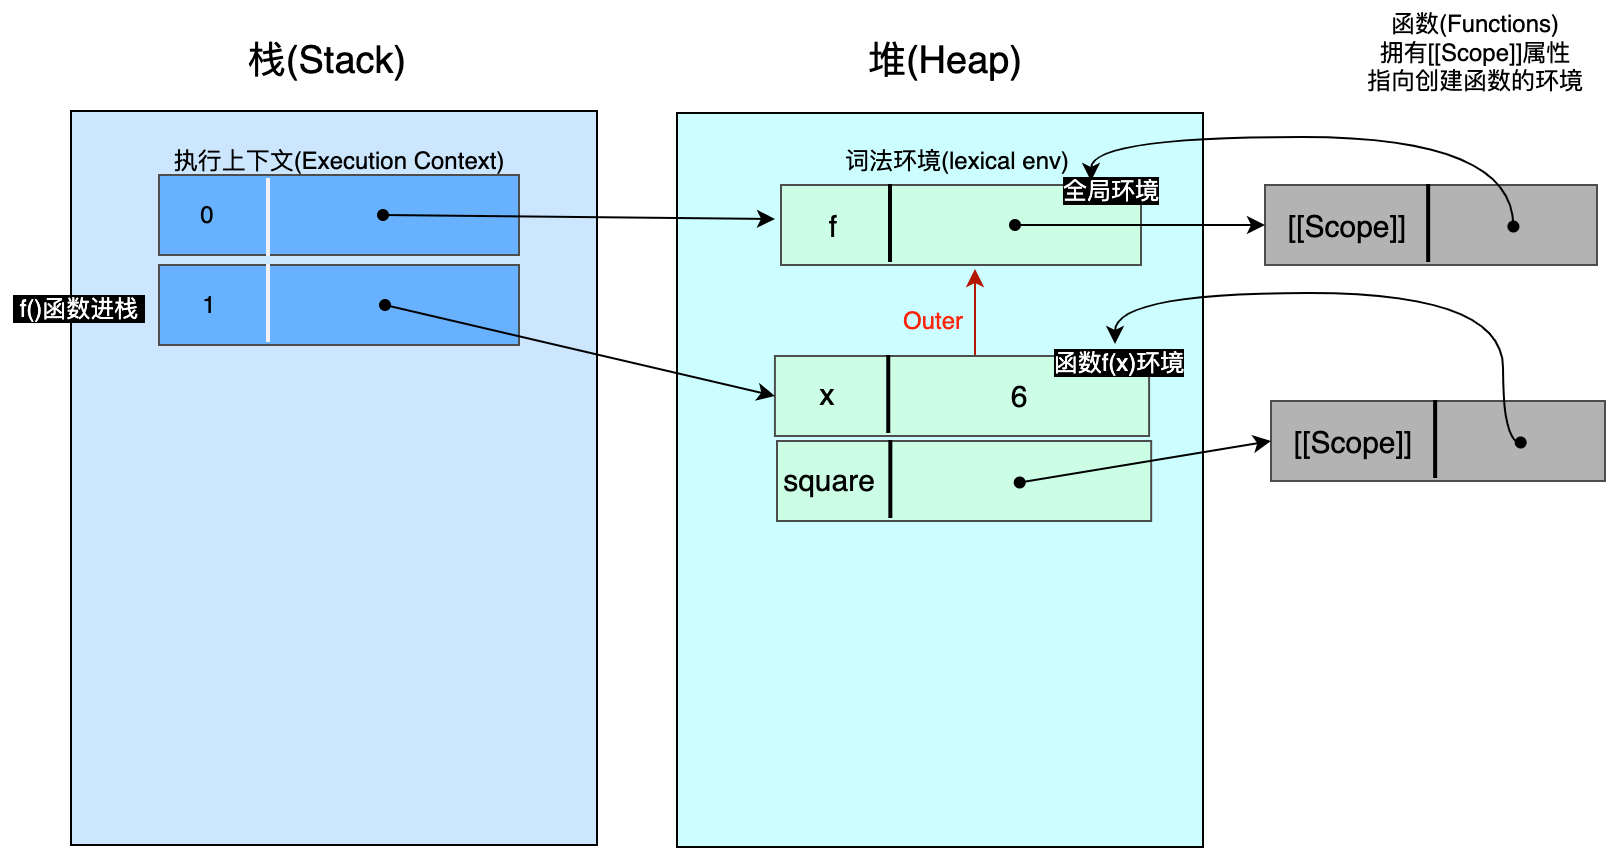 栈(Stack)
堆(Heap)
函数(Functions)
拥有[[Scope]]属性
指向创建函数的环境
执行上下文(Execution Context)
0
f()函数进栈
1
词法环境(lexical env)
全局环境
f
[[Scope]]
Outer
函数f(x)环境
x
6
square
[[Scope]]